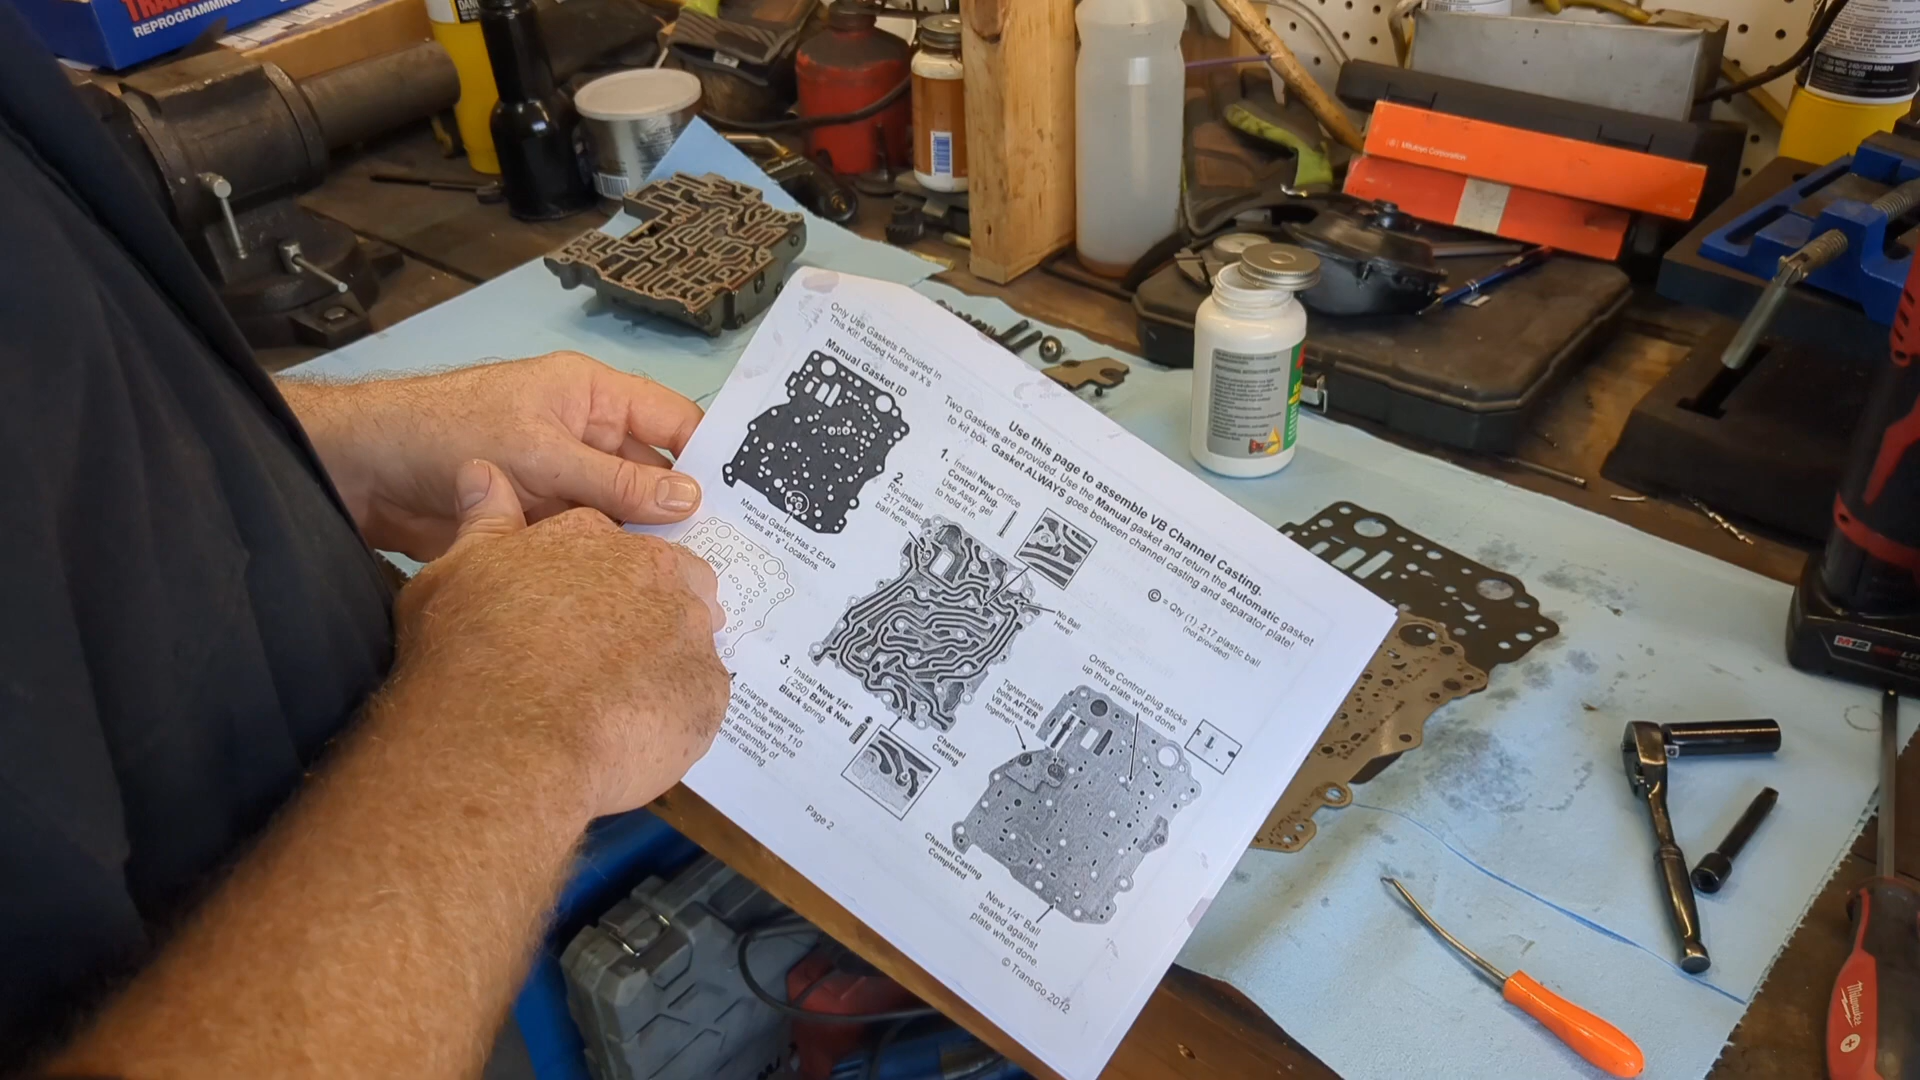 REPROGRAMMING
Mitutoyo Corporation
Only Use Gaskets Provided In
This Kit! Added Holes at X's
Manual Gasket ID
Manual Gasket Has 2 Extra
Holes at "s" Locations.
Use this page to assemble VB Channel Casting.
Two Gaskets are provided. Use the Manual gasket and return the Automatic gasket
to kit box. Gasket ALWAYS goes between channel casting and separator plate!
1. Install New Orifice
Control Plug.
Use Assy. gel
to hold it in.
2.
Re-install
.217 plastic
ball here.
© = Qty (1) .217 plastic ball
(not provided)
No Ball
Here!
Drill
3. Install New 1/4"
(.250) Ball & New
Black spring
Enlarge separator
plate hole with .110
drill provided before
assembly of
channel casting
Channel
Casting
Page 2
Orifice Control plug sticks
up thru plate when done.
Tighten plate
bolts AFTER
VB halves are
together!
Channel Casting
Completed
New 1/4" Ball
seated against
plate when done.
© TransGo 2012
M12
Milwaukee